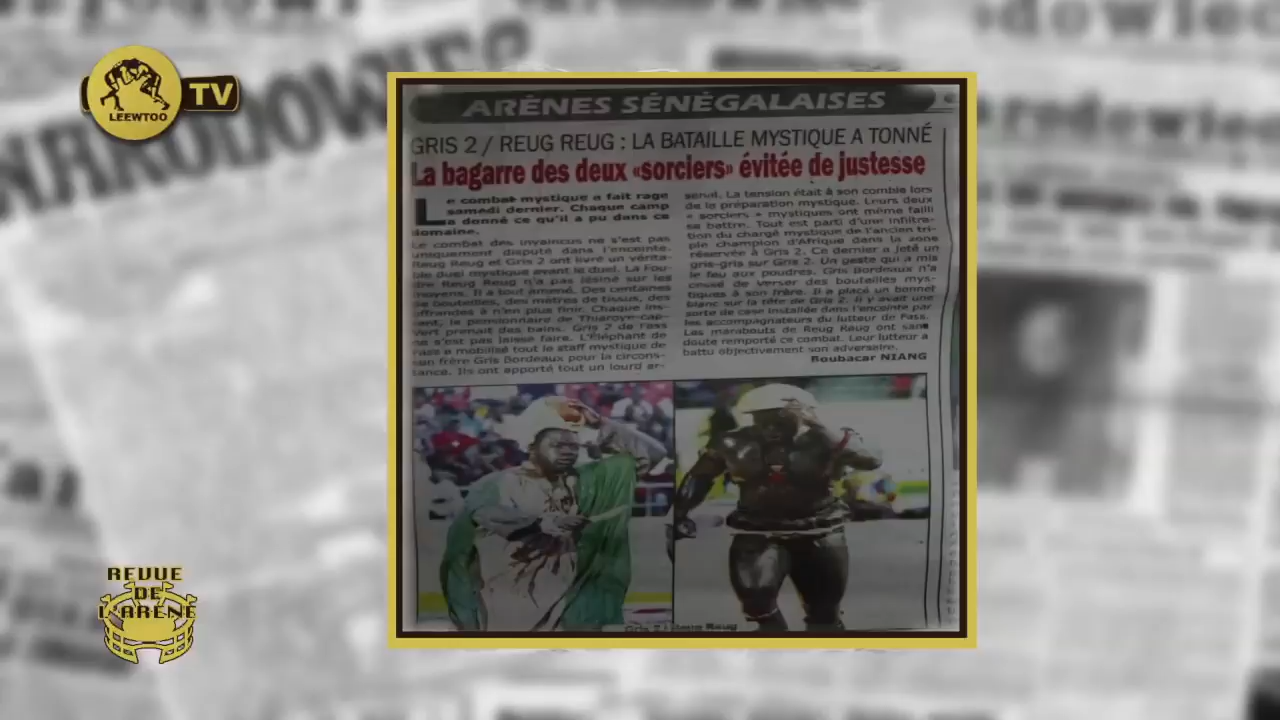 LEEWTOO
TV
NARODOWIEC
ARÈNES SÉNÉGALAISES
GRIS 2 / REUG REUG : LA BATAILLE MYSTIQUE A TONNÉ
La bagarre des deux «sorciers» évitée de justesse
Le combat mystique a fait rage
samedi dernier. Chaque camp
a donné ce qu'il a pu dans ce
domaine.
Le combat des invaincus ne s'est pas
uniquement disputé dans l'enceinte.
Reug Reug et Gris 2 ont livré un vérita-
ble duel mystique avant le duel. La Fou-
dre Reug Reug n'a pas lésiné sur les
moyens. Il a tout amené. Des centaines
de bouteilles, des mètres de tissus, des
offrandes à n'en plus finir. Chaque ins-
tant, le pensionnaire de Thiaroye-cap-
Vert prenait des bains. Gris 2 de Fass
ne s'est pas laissé faire. L'Éléphant de
Fass a mobilisé tout le staff mystique de
son frère Gris Bordeaux pour la circons-
tance. Ils ont apporté tout un lourd ar-
senal. La tension était à son comble lors
de la préparation mystique. Leurs deux
« sorciers » mystiques ont même failli
se battre. Tout est parti d'une infiltra-
tion du chargé mystique de l'ancien tri-
ple champion d'Afrique dans la zone
réservée à Gris 2. Ce dernier a jeté un
gris-gris sur Gris 2. Un geste qui a mis
le feu aux poudres. Gris Bordeaux n'a
cessé de verser des bouteilles mys-
tiques à son frère. Il a placé un bonnet
blanc sur la tête de Gris 2. Il y avait une
sorte de case installée dans l'enceinte par
les accompagnateurs du lutteur de Fass.
Les marabouts de Reug Reug ont sans
doute remporté ce combat. Leur lutteur a
battu objectivement son adversaire.
Boubacar NIANG
Gris 2 Reug
REVUE
DE
L'ARÈNE